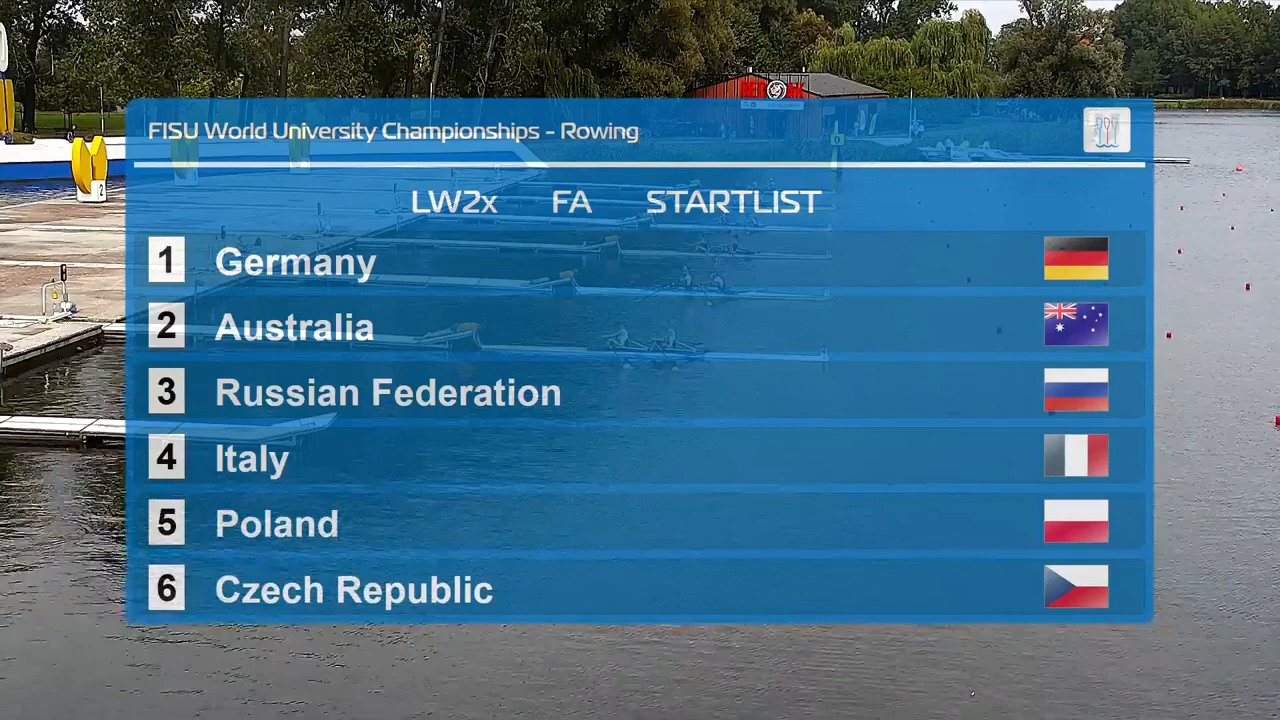 FISU World University Championships - Rowing
LW2x FA STARTLIST
1 Germany
2 Australia
3 Russian Federation
4 Italy
5 Poland
6 Czech Republic
2